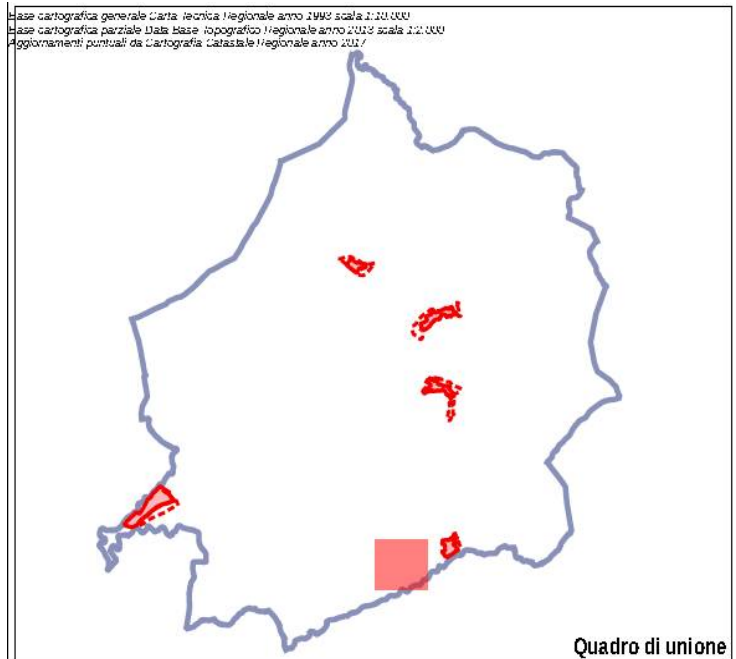 Base cartografica generale Carta Tecnica Regionale anno 1993 scala 1:10.000
Base cartografica parziale Data Base Topografico Regionale anno 2013 scala 1:2.000
Aggiornamenti puntuali da Cartografia Catastale Regionale anno 2017
Quadro di unione